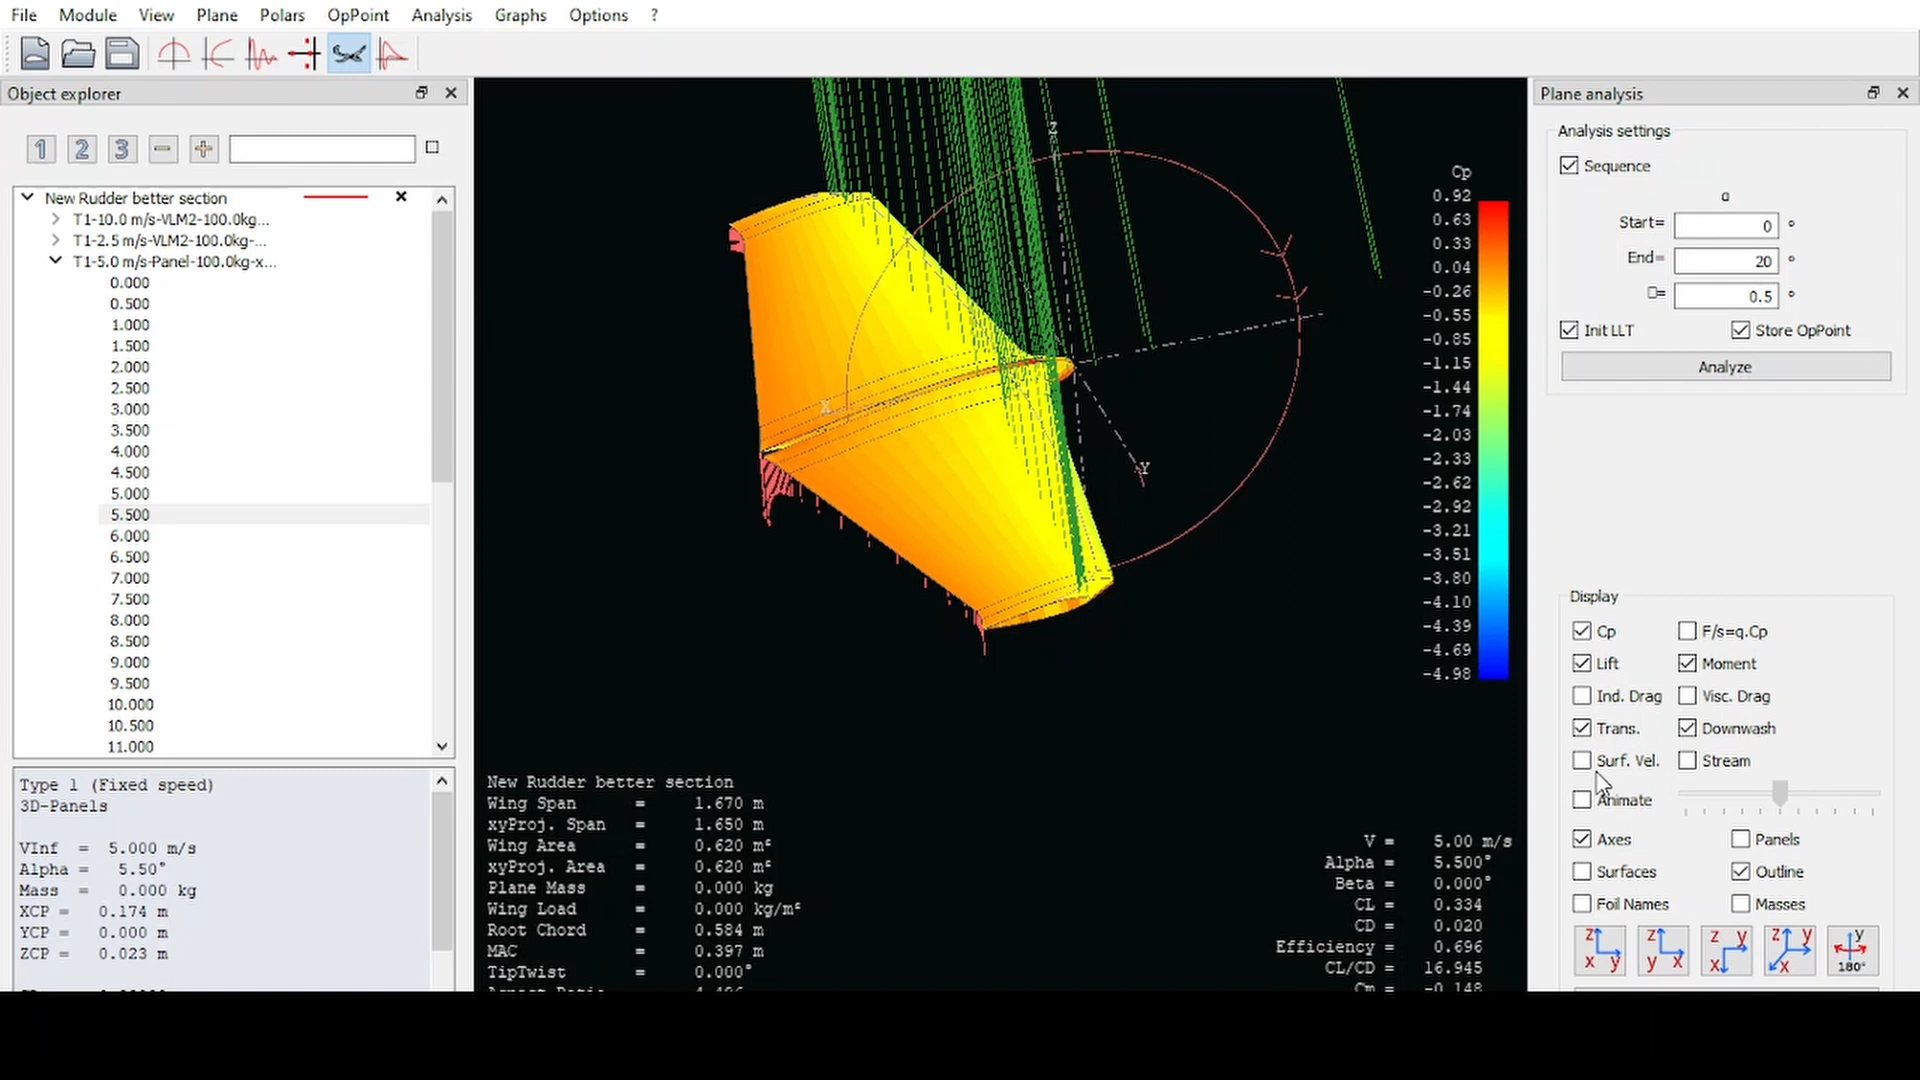 File Module View Plane Polars OpPoint Analysis Graphs Options ?
Object explorer
1 2 3 − +
New Rudder better section
T1-10.0 m/s-VLM2-100.0kg...
T1-2.5 m/s-VLM2-100.0kg-...
T1-5.0 m/s-Panel-100.0kg-x...
0.000
0.500
1.000
1.500
2.000
2.500
3.000
3.500
4.000
4.500
5.000
5.500
6.000
6.500
7.000
7.500
8.000
8.500
9.000
9.500
10.000
10.500
11.000
Type 1 (Fixed speed)
3D-Panels
VInf = 5.000 m/s
Alpha = 5.50°
Mass = 0.000 kg
XCP = 0.174 m
YCP = 0.000 m
ZCP = 0.023 m
Z
X
Y
Cp
0.92
0.63
0.33
0.04
-0.26
-0.55
-0.85
-1.15
-1.44
-1.74
-2.03
-2.33
-2.62
-2.92
-3.21
-3.51
-3.80
-4.10
-4.39
-4.69
-4.98
New Rudder better section
Wing Span = 1.670 m
xyProj. Span = 1.650 m
Wing Area = 0.620 m²
xyProj. Area = 0.620 m²
Plane Mass = 0.000 kg
Wing Load = 0.000 kg/m²
Root Chord = 0.584 m
MAC = 0.397 m
TipTwist = 0.000°
V = 5.00 m/s
Alpha = 5.500°
Beta = 0.000°
CL = 0.334
CD = 0.020
Efficiency = 0.696
CL/CD = 16.945
Cm = -0.148
Plane analysis
Analysis settings
Sequence
α
Start= 0 °
End= 20 °
□= 0.5 °
Init LLT Store OpPoint
Analyze
Display
Cp F/s=q.Cp
Lift Moment
Ind. Drag Visc. Drag
Trans. Downwash
Surf. Vel. Stream
Animate
Axes Panels
Surfaces Outline
Foil Names Masses
z x y z y x z y x z y x y 180°